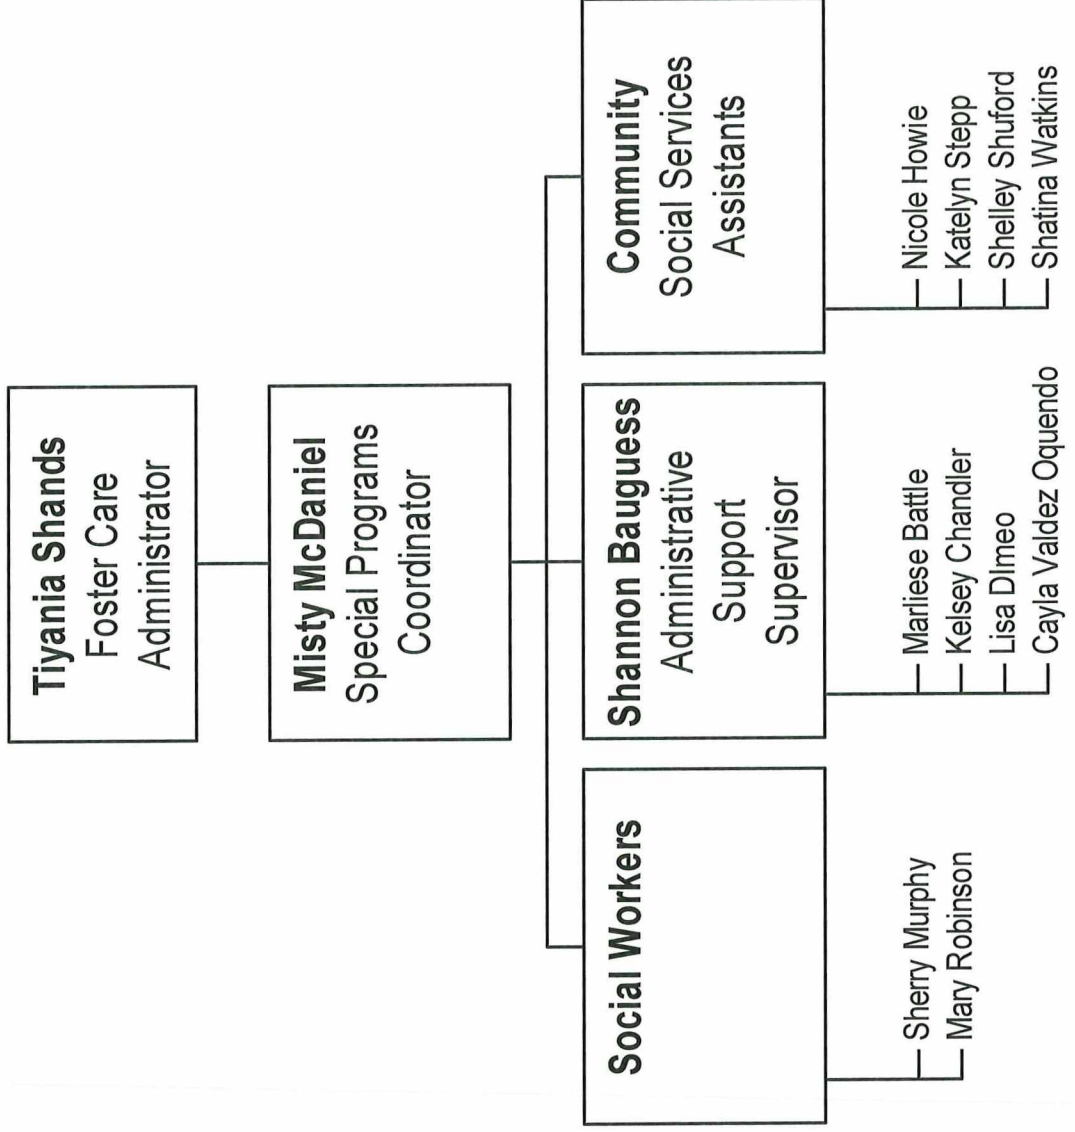 Tiyania Shands
Foster Care
Administrator
Misty McDaniel
Special Programs
Coordinator
Social Workers
Sherry Murphy
Mary Robinson
Shannon Bauguess
Administrative
Support
Supervisor
Marliese Battle
Kelsey Chandler
Lisa DImeo
Cayla Valdez Oquendo
Community
Social Services
Assistants
Nicole Howie
Katelyn Stepp
Shelley Shuford
Shatina Watkins